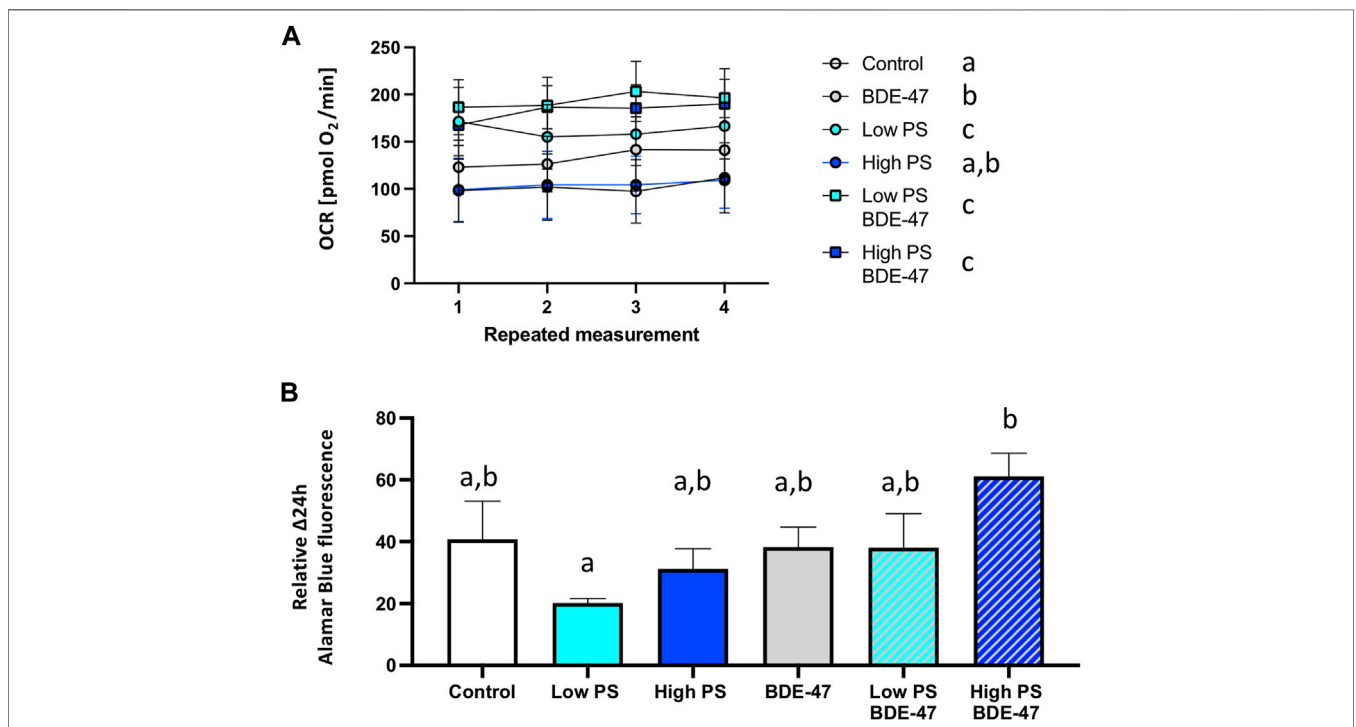 A
250
200
150
100
50
0
OCR [pmol O₂/min]
1 2 3 4
Repeated measurement
Control a
BDE-47 b
Low PS c
High PS a,b
Low PS
BDE-47 c
High PS
BDE-47 c
B
80
60
40
20
0
Relative Δ24h
Alamar Blue fluorescence
a,b a a,b a,b a,b b
Control Low PS High PS BDE-47 Low PS High PS
BDE-47 BDE-47